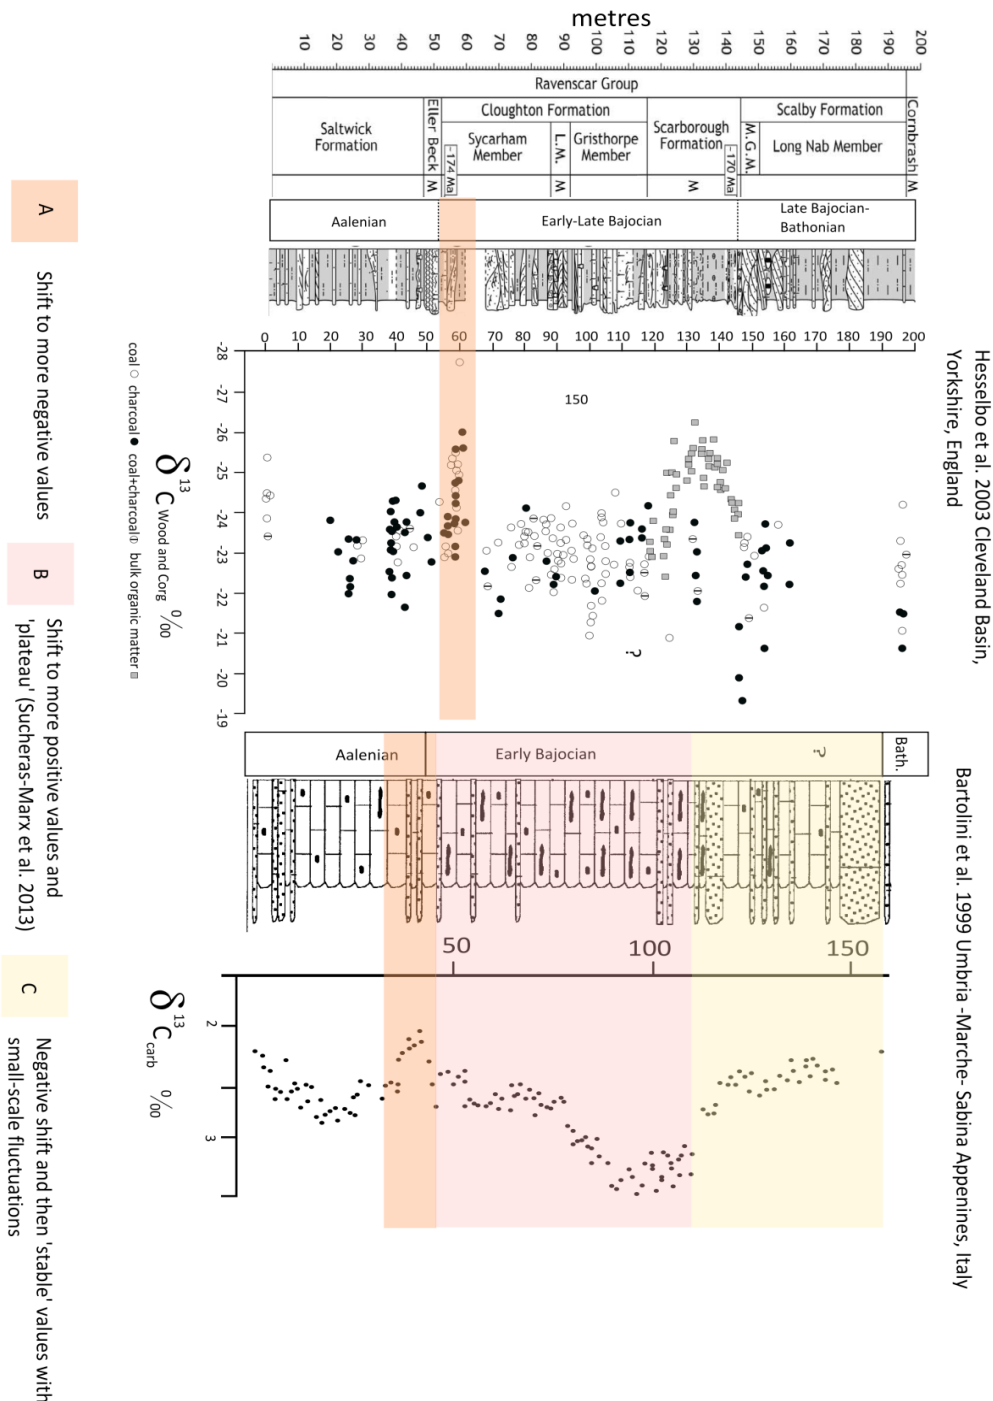 metres
10 20 30 40 50 60 70 80 90 100 110 120 130 140 150 160 170 180 190 200
Ravenscar Group
Cornbrash
Saltwick
Formation
Eller Beck
Cloughton Formation
Sycarham
Member
L.M.
Gristhorpe
Member
Scarborough
Formation
Scalby Formation
M.G.M.
Long Nab Member
M
~174 Ma
M
M
~170 Ma
M
Aalenian
Early-Late Bajocian
Late Bajocian-
Bathonian
Hesselbo et al. 2003 Cleveland Basin,
Yorkshire, England
0 10 20 30 40 50 60 70 80 90 100 110 120 130 140 150 160 170 180 190 200
-28
-27
-26
-25
-24
-23
-22
-21
-20
-19
150
?
δ 13 C Wood and Corg 0/00
coal charcoal coal+charcoal bulk organic matter
Bartolini et al. 1999 Umbria -Marche- Sabina Appenines, Italy
Aalenian
Early Bajocian
?
Bath.
50 100 150
2
3
δ 13 C carb 0/00
A
Shift to more negative values
B
Shift to more positive values and
'plateau' (Sucheras-Marx et al. 2013)
C
Negative shift and then 'stable' values with
small-scale fluctuations